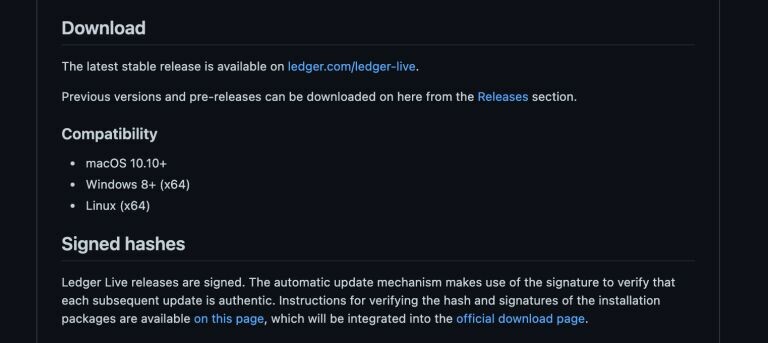 Download
The latest stable release is available on ledger.com/ledger-live.
Previous versions and pre-releases can be downloaded on here from the Releases section.
Compatibility
macOS 10.10+
Windows 8+ (x64)
Linux (x64)
Signed hashes
Ledger Live releases are signed. The automatic update mechanism makes use of the signature to verify that
each subsequent update is authentic. Instructions for verifying the hash and signatures of the installation
packages are available on this page, which will be integrated into the official download page.